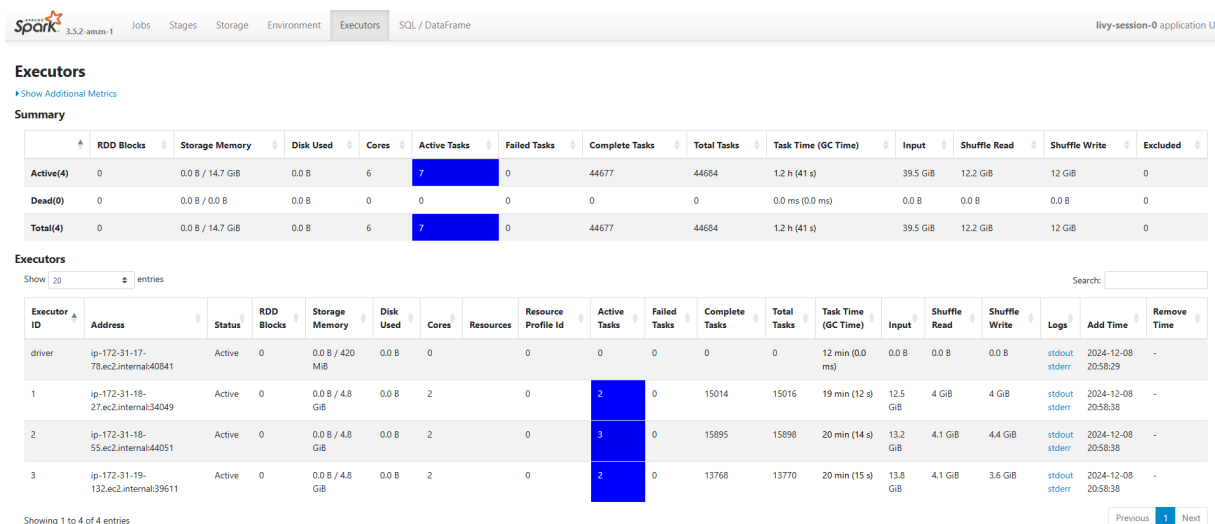 APACHE Spark 3.5.2-amzn-1 Jobs Stages Storage Environment Executors SQL / DataFrame livy-session-0 application U
Executors
Show Additional Metrics
Summary
RDD Blocks Storage Memory Disk Used Cores Active Tasks Failed Tasks Complete Tasks Total Tasks Task Time (GC Time) Input Shuffle Read Shuffle Write Excluded
Active(4) 0 0.0 B / 14.7 GiB 0.0 B 6 7 0 44677 44684 1.2 h (41 s) 39.5 GiB 12.2 GiB 12 GiB 0
Dead(0) 0 0.0 B / 0.0 B 0.0 B 0 0 0 0 0 0.0 ms (0.0 ms) 0.0 B 0.0 B 0.0 B 0
Total(4) 0 0.0 B / 14.7 GiB 0.0 B 6 7 0 44677 44684 1.2 h (41 s) 39.5 GiB 12.2 GiB 12 GiB 0
Executors
Show 20 entries Search:
Executor ID Address Status RDD Blocks Storage Memory Disk Used Cores Resources Resource Profile Id Active Tasks Failed Tasks Complete Tasks Total Tasks Task Time (GC Time) Input Shuffle Read Shuffle Write Logs Add Time Remove Time
driver ip-172-31-17-78.ec2.internal:40841 Active 0 0.0 B / 420 MiB 0.0 B 0 0 0 0 0 0 12 min (0.0 ms) 0.0 B 0.0 B 0.0 B stdout stderr 2024-12-08 20:58:29 -
1 ip-172-31-18-27.ec2.internal:34049 Active 0 0.0 B / 4.8 GiB 0.0 B 2 0 2 0 15014 15016 19 min (12 s) 12.5 GiB 4 GiB 4 GiB stdout stderr 2024-12-08 20:58:38 -
2 ip-172-31-18-55.ec2.internal:44051 Active 0 0.0 B / 4.8 GiB 0.0 B 2 0 3 0 15895 15898 20 min (14 s) 13.2 GiB 4.1 GiB 4.4 GiB stdout stderr 2024-12-08 20:58:38 -
3 ip-172-31-19-132.ec2.internal:39611 Active 0 0.0 B / 4.8 GiB 0.0 B 2 0 2 0 13768 13770 20 min (15 s) 13.8 GiB 4.1 GiB 3.6 GiB stdout stderr 2024-12-08 20:58:38 -
Showing 1 to 4 of 4 entries Previous 1 Next